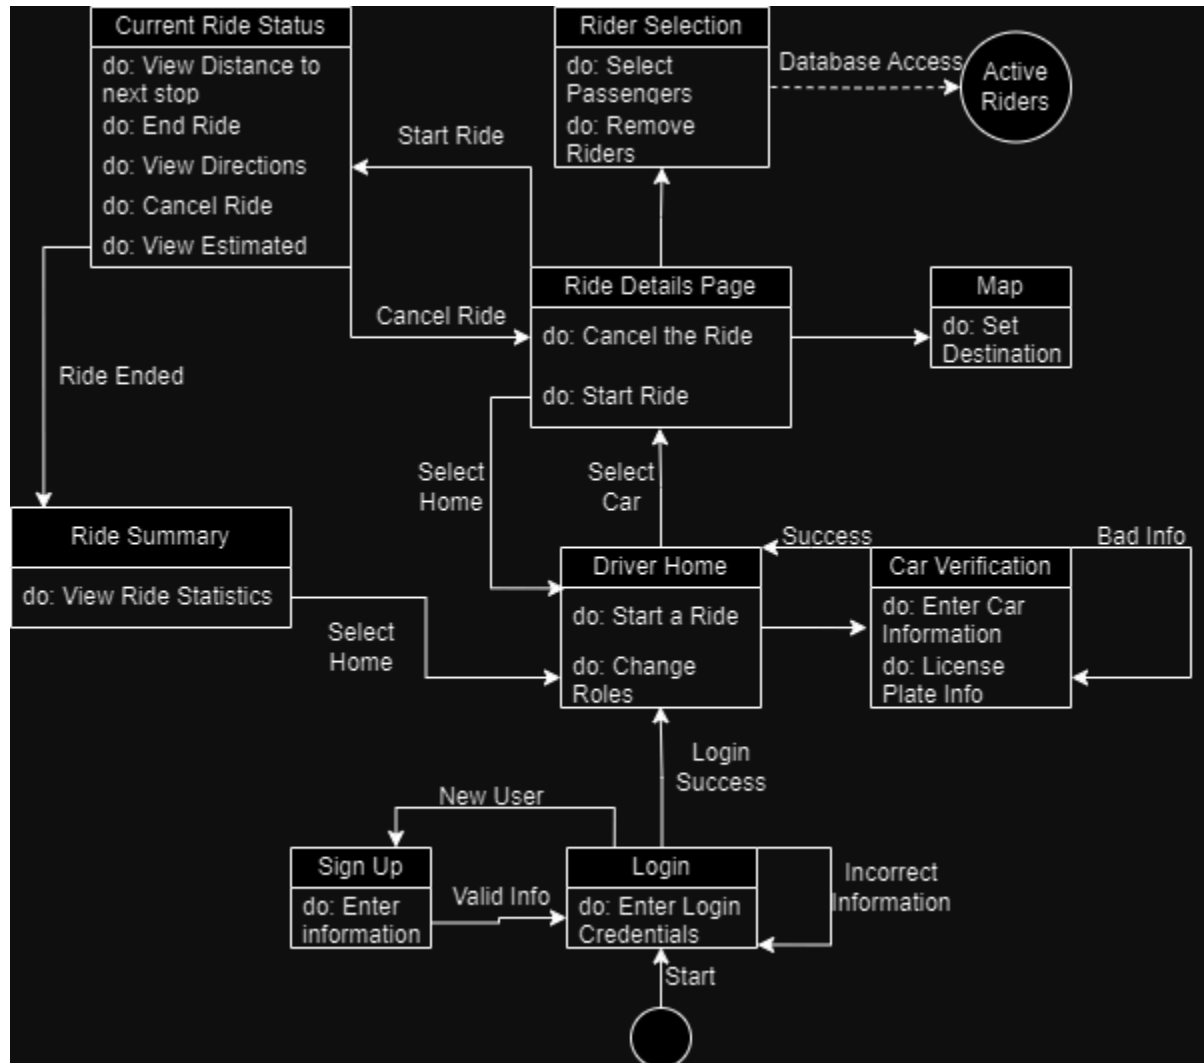 Current Ride Status
do: View Distance to
next stop
do: End Ride
do: View Directions
do: Cancel Ride
do: View Estimated
Rider Selection
do: Select
Passengers
do: Remove
Riders
Database Access
Active
Riders
Start Ride
Cancel Ride
Ride Details Page
do: Cancel the Ride
do: Start Ride
Map
do: Set
Destination
Ride Ended
Select
Home
Select
Car
Ride Summary
do: View Ride Statistics
Select
Home
Driver Home
do: Start a Ride
do: Change
Roles
Success
Car Verification
do: Enter Car
Information
do: License
Plate Info
Bad Info
Login
Success
New User
Sign Up
do: Enter
information
Valid Info
Login
do: Enter Login
Credentials
Incorrect
Information
Start